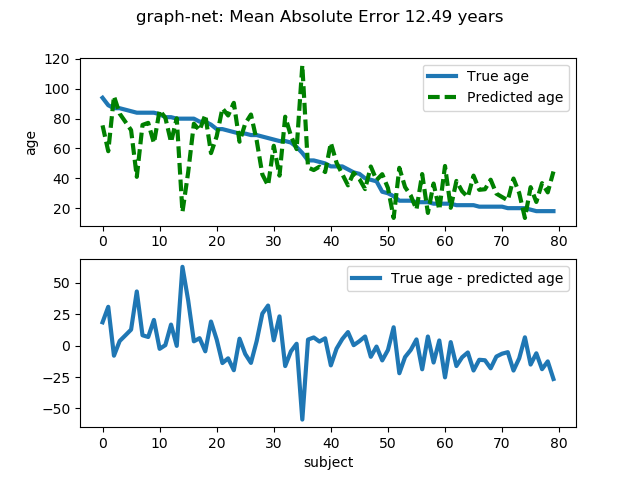 graph-net: Mean Absolute Error 12.49 years
120
100
80
60
40
20
age
True age
Predicted age
0 10 20 30 40 50 60 70 80
50
25
0
−25
−50
True age - predicted age
0 10 20 30 40 50 60 70 80
subject